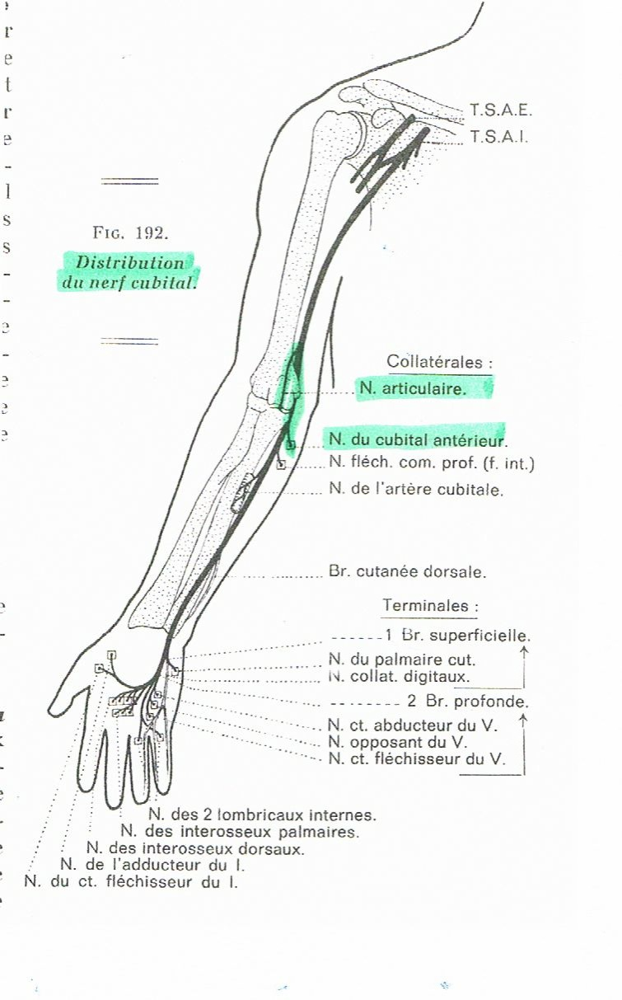 T.S.A.E.
T.S.A.I.
FIG. 192.
Distribution
du nerf cubital.
Collatérales :
N. articulaire.
N. du cubital antérieur.
N. fléch. com. prof. (f. int.)
N. de l'artère cubitale.
Br. cutanée dorsale.
Terminales :
1 Br. superficielle.
N. du palmaire cut.
N. collat. digitaux.
2 Br. profonde.
N. ct. abducteur du V.
N. opposant du V.
N. ct. fléchisseur du V.
N. des 2 lombricaux internes.
N. des interosseux palmaires.
N. des interosseux dorsaux.
N. de l'adducteur du I.
N. du ct. fléchisseur du I.